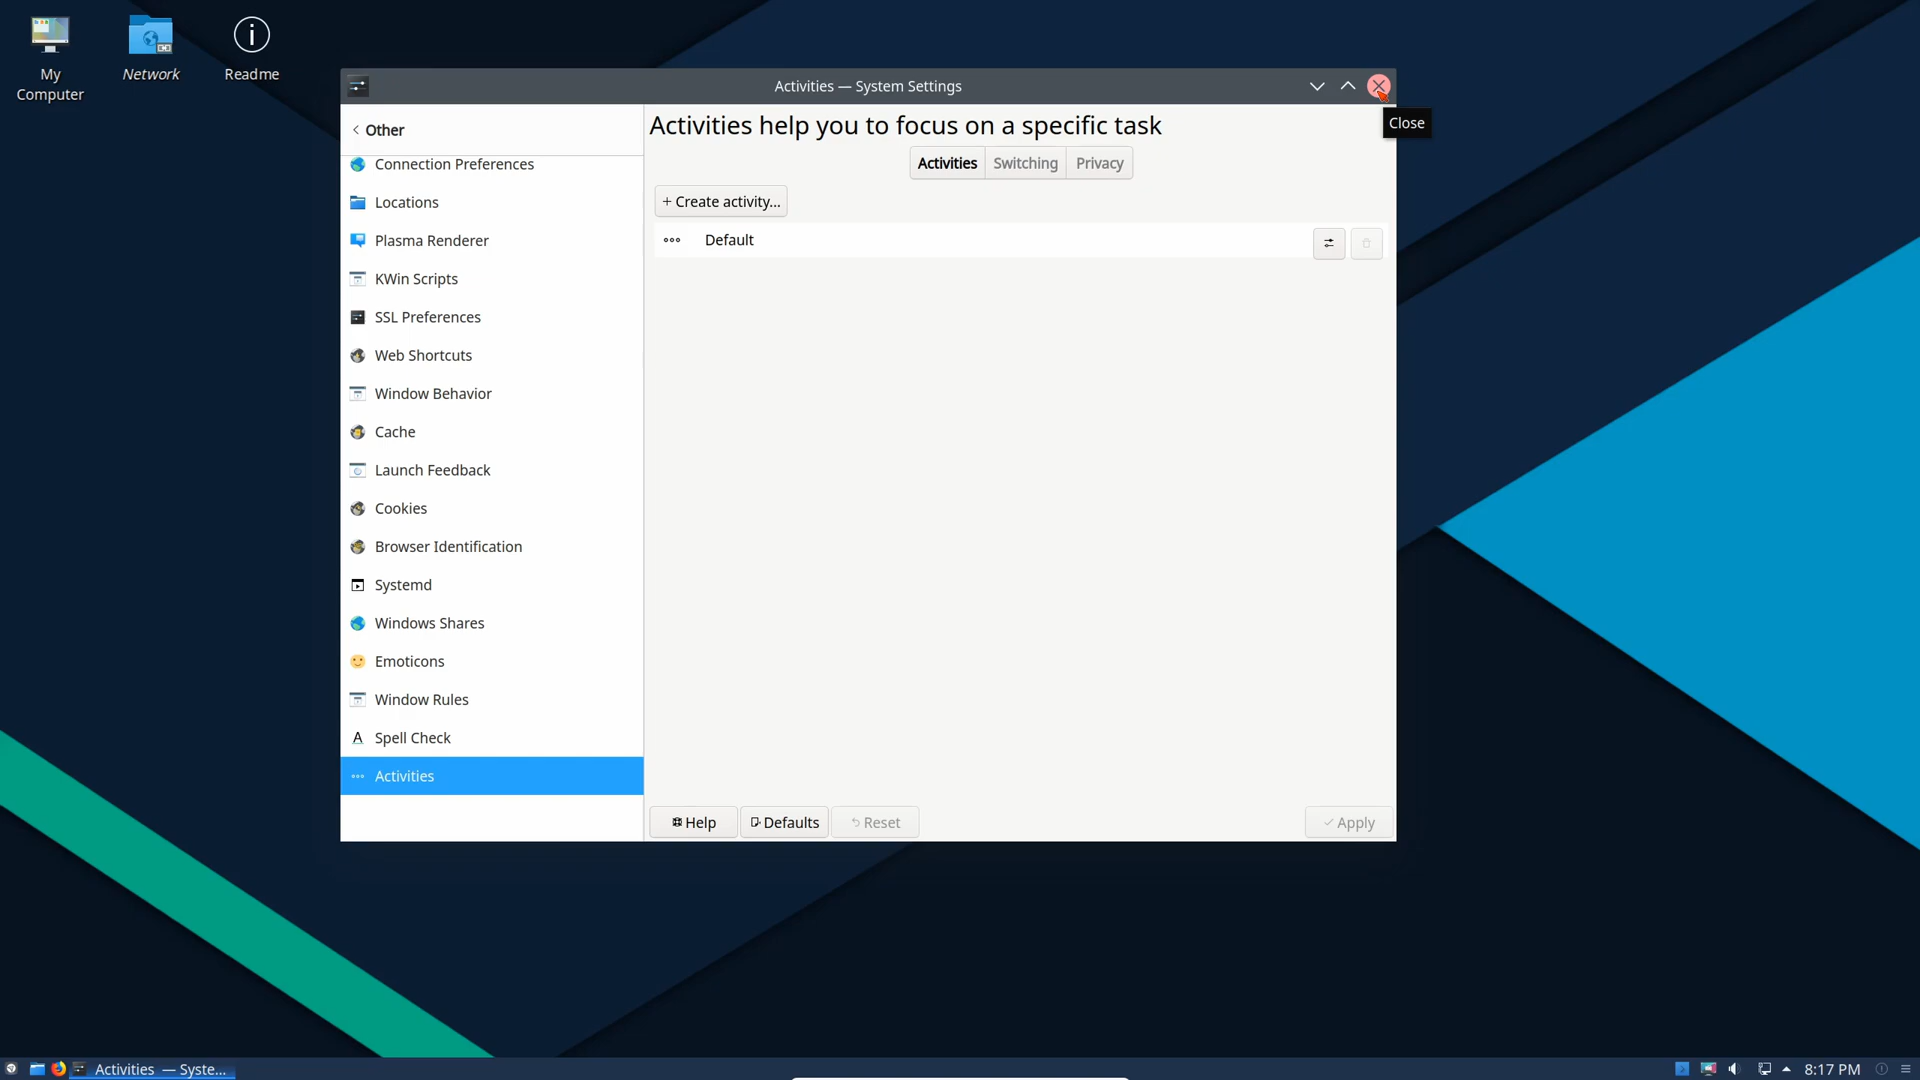 My
Computer
Network
Readme
Activities — System Settings
Close
Other
Connection Preferences
Locations
Plasma Renderer
KWin Scripts
SSL Preferences
Web Shortcuts
Window Behavior
Cache
Launch Feedback
Cookies
Browser Identification
Systemd
Windows Shares
Emoticons
Window Rules
Spell Check
Activities
Activities help you to focus on a specific task
Activities Switching Privacy
+ Create activity...
Default
Help Defaults Reset Apply
Activities — Syste...
8:17 PM